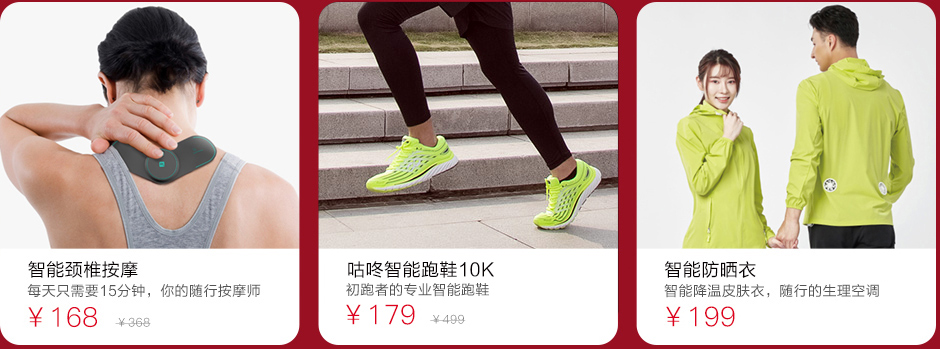 智能颈椎按摩
每天只需要15分钟，你的随行按摩师
￥168 ￥368
咕咚智能跑鞋10K
初跑者的专业智能跑鞋
￥179 ￥499
智能防晒衣
智能降温皮肤衣，随行的生理空调
￥199